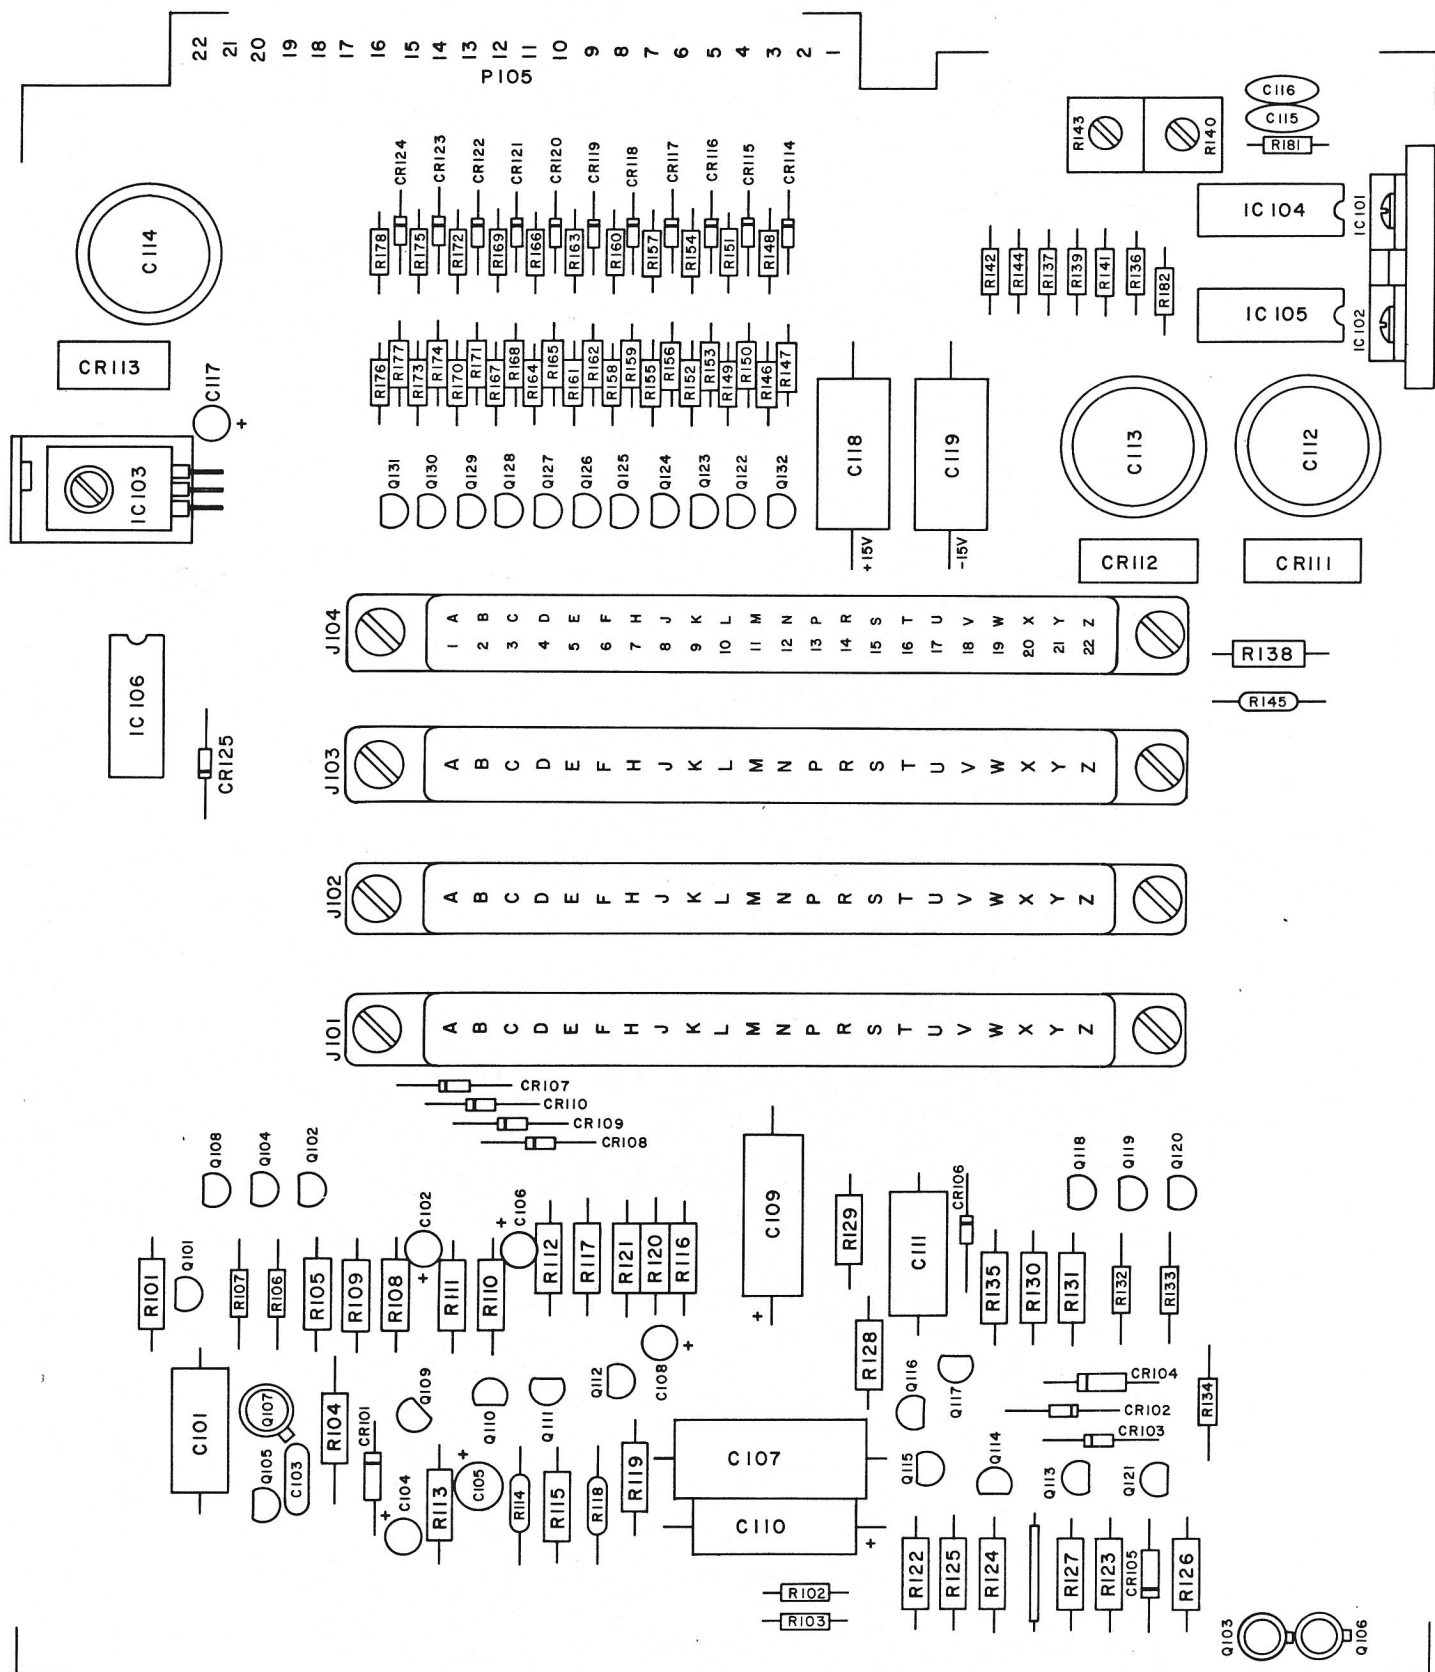 22 21 20 19 18 17 16 15 14 13 12 11 10 9 8 7 6 5 4 3 2 1
P105
C116
C115
R181
R143
R140
CR124 CR123 CR122 CR121 CR120 CR119 CR118 CR117 CR116 CR115 CR114
R178 R175 R172 R169 R166 R163 R160 R157 R154 R151 R148
C114
IC 104
IC101
R142 R144 R137 R139 R141 R136 R182
IC 105
IC102
CR113
C117
+
R176 R177 R173 R174 R170 R171 R167 R168 R164 R165 R161 R162 R158 R159 R155 R156 R152 R153 R149 R150 R146 R147
C118
C119
C113
C112
IC103
Q131 Q130 Q129 Q128 Q127 Q126 Q125 Q124 Q123 Q122 Q132
+15V
-15V
CR112
CR111
J104
A B C D E F H J K L M N P R S T U V W X Y Z
1 2 3 4 5 6 7 8 9 10 11 12 13 14 15 16 17 18 19 20 21 22
R138
R145
IC 106
CR125
J103
A B C D E F H J K L M N P R S T U V W X Y Z
J102
A B C D E F H J K L M N P R S T U V W X Y Z
J101
A B C D E F H J K L M N P R S T U V W X Y Z
CR107
CR110
CR109
CR108
Q108 Q104 Q102
Q118 Q119 Q120
C102
C106
+
C109
R129
CR106
C111
R101
Q101
R107 R106 R105 R109 R108
+
R111 R110 R112 R117 R121 R120 R116
+
R135 R130 R131 R132 R133
R128
C108
+
C101
Q107
R104
Q109
Q110
Q111
Q112
Q116
Q117
CR104
CR102
CR103
R134
Q105
C103
CR101
C104
+
R113
+
C105
R114
R115
R118
R119
C107
C110
+
Q115
Q114
Q113
Q121
R122 R125 R124 R127 R123 CR105 R126
R102
R103
Q103
Q106